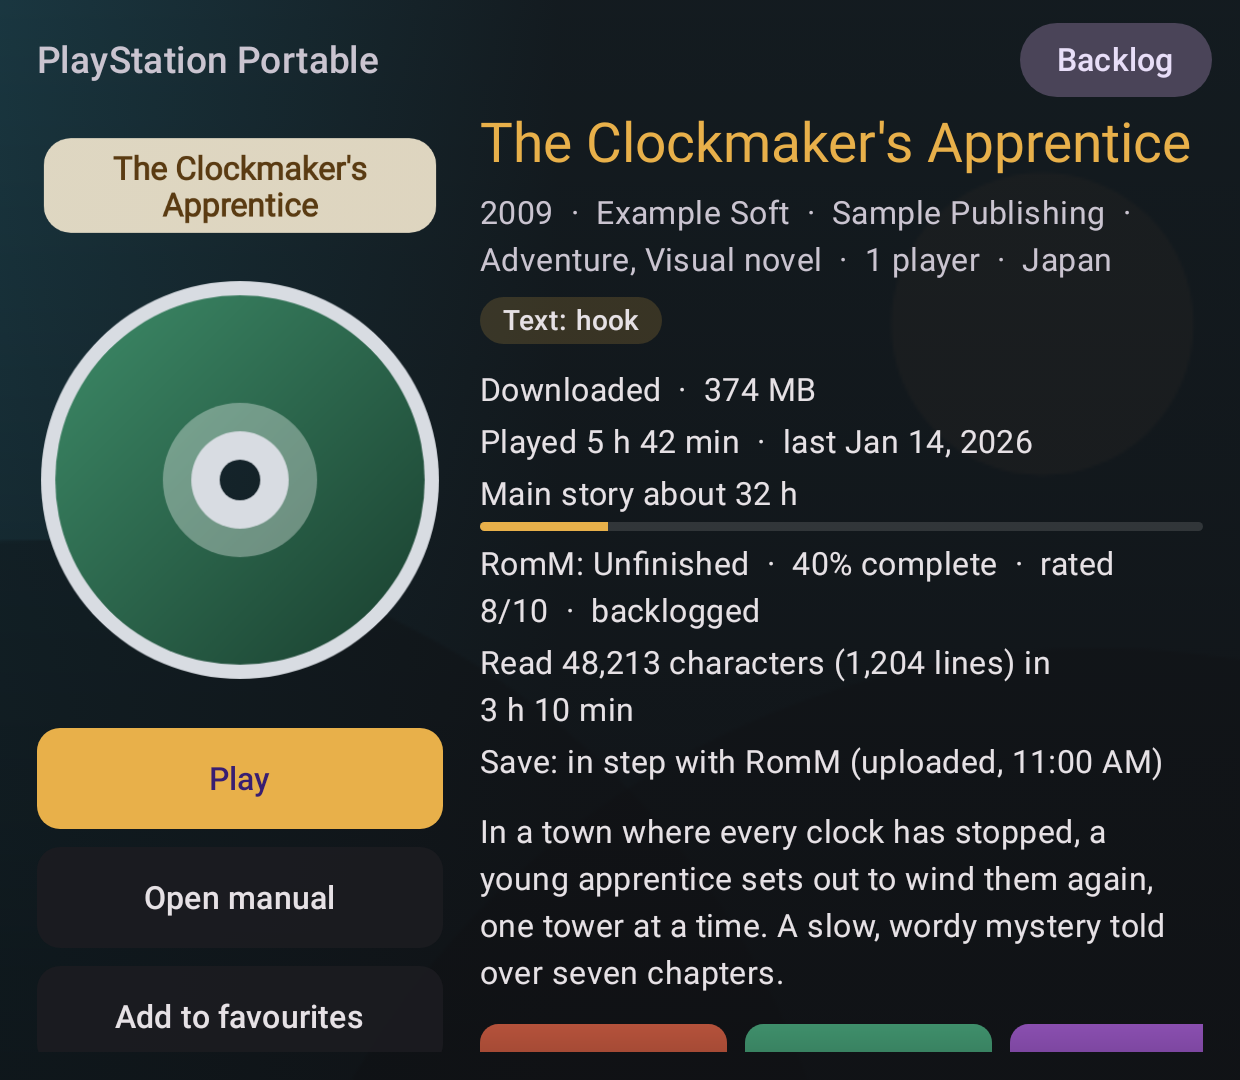 PlayStation Portable
Backlog
The Clockmaker's
Apprentice
Play
Open manual
Add to favourites
The Clockmaker's Apprentice
2009 · Example Soft · Sample Publishing ·
Adventure, Visual novel · 1 player · Japan
Text: hook
Downloaded · 374 MB
Played 5 h 42 min · last Jan 14, 2026
Main story about 32 h
RomM: Unfinished · 40% complete · rated
8/10 · backlogged
Read 48,213 characters (1,204 lines) in
3 h 10 min
Save: in step with RomM (uploaded, 11:00 AM)
In a town where every clock has stopped, a
young apprentice sets out to wind them again,
one tower at a time. A slow, wordy mystery told
over seven chapters.